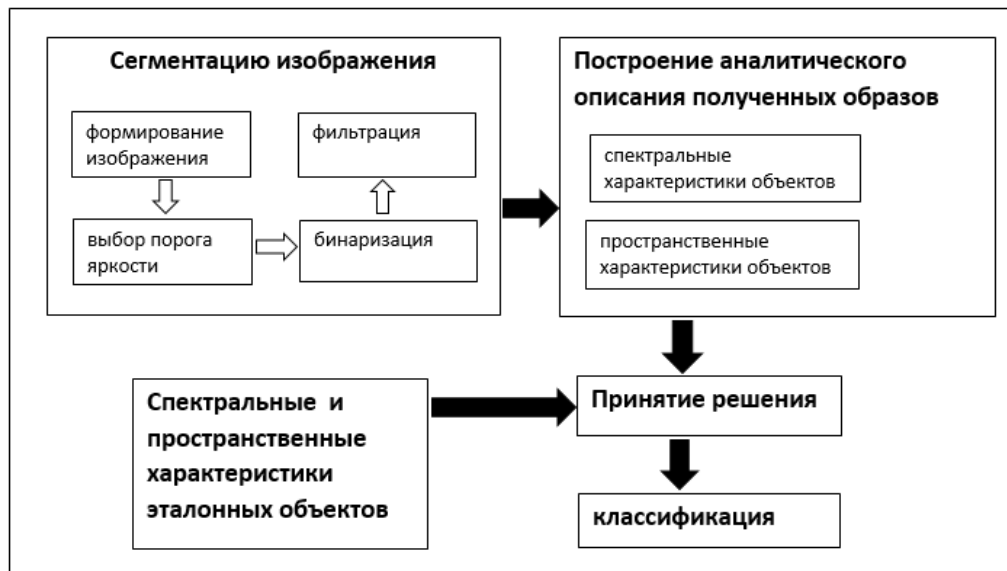 Сегментацию изображения
формирование
изображения
выбор порога
яркости
бинаризация
фильтрация
Построение аналитического
описания полученных образов
спектральные
характеристики объектов
пространственные
характеристики объектов
Спектральные и
пространственные
характеристики
эталонных объектов
Принятие решения
классификация